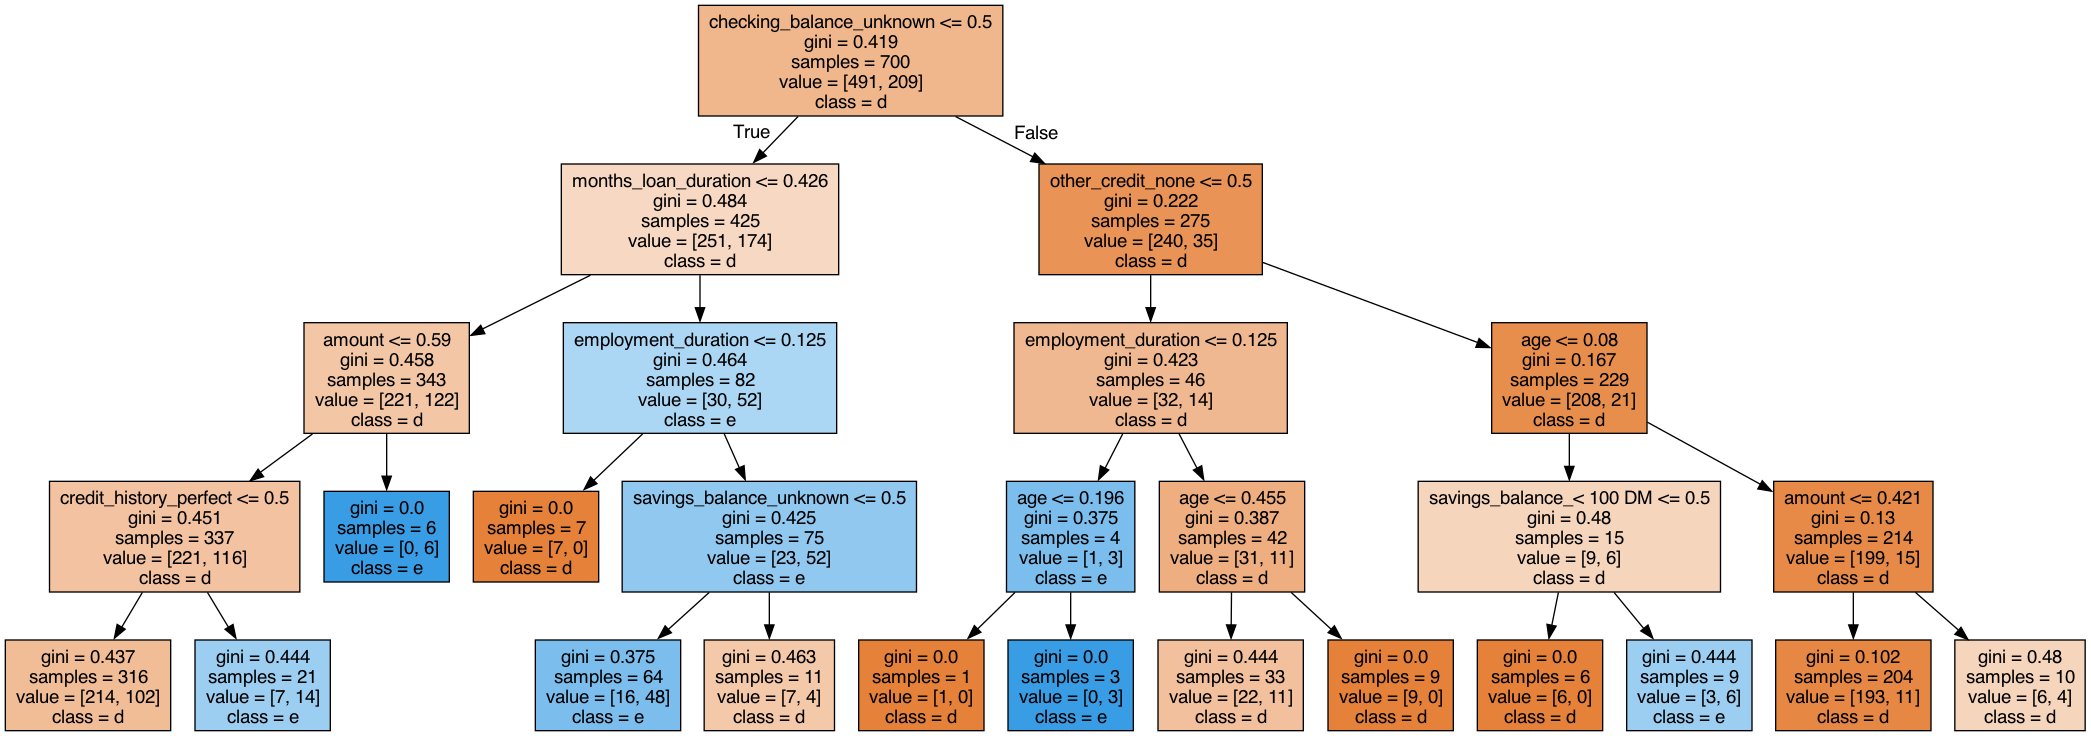 checking_balance_unknown <= 0.5
gini = 0.419
samples = 700
value = [491, 209]
class = d
True
False
months_loan_duration <= 0.426
gini = 0.484
samples = 425
value = [251, 174]
class = d
other_credit_none <= 0.5
gini = 0.222
samples = 275
value = [240, 35]
class = d
amount <= 0.59
gini = 0.458
samples = 343
value = [221, 122]
class = d
employment_duration <= 0.125
gini = 0.464
samples = 82
value = [30, 52]
class = e
employment_duration <= 0.125
gini = 0.423
samples = 46
value = [32, 14]
class = d
age <= 0.08
gini = 0.167
samples = 229
value = [208, 21]
class = d
credit_history_perfect <= 0.5
gini = 0.451
samples = 337
value = [221, 116]
class = d
gini = 0.0
samples = 6
value = [0, 6]
class = e
gini = 0.0
samples = 7
value = [7, 0]
class = d
savings_balance_unknown <= 0.5
gini = 0.425
samples = 75
value = [23, 52]
class = e
age <= 0.196
gini = 0.375
samples = 4
value = [1, 3]
class = e
age <= 0.455
gini = 0.387
samples = 42
value = [31, 11]
class = d
savings_balance_< 100 DM <= 0.5
gini = 0.48
samples = 15
value = [9, 6]
class = d
amount <= 0.421
gini = 0.13
samples = 214
value = [199, 15]
class = d
gini = 0.437
samples = 316
value = [214, 102]
class = d
gini = 0.444
samples = 21
value = [7, 14]
class = e
gini = 0.375
samples = 64
value = [16, 48]
class = e
gini = 0.463
samples = 11
value = [7, 4]
class = d
gini = 0.0
samples = 1
value = [1, 0]
class = d
gini = 0.0
samples = 3
value = [0, 3]
class = e
gini = 0.444
samples = 33
value = [22, 11]
class = d
gini = 0.0
samples = 9
value = [9, 0]
class = d
gini = 0.0
samples = 6
value = [6, 0]
class = d
gini = 0.444
samples = 9
value = [3, 6]
class = e
gini = 0.102
samples = 204
value = [193, 11]
class = d
gini = 0.48
samples = 10
value = [6, 4]
class = d